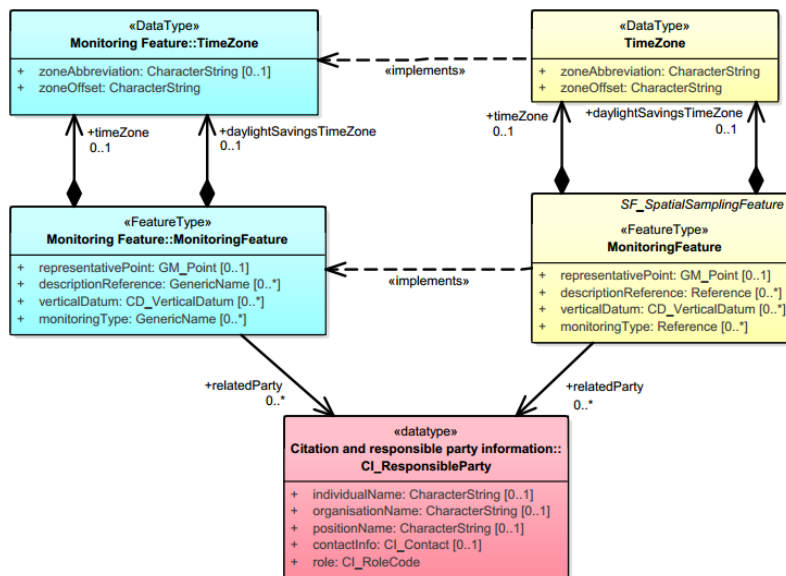 «DataType»
Monitoring Feature::TimeZone
+ zoneAbbreviation: CharacterString [0..1]
+ zoneOffset: CharacterString
«DataType»
TimeZone
+ zoneAbbreviation: CharacterString
+ zoneOffset: CharacterString
«implements»
+timeZone
0..1
+daylightSavingsTimeZone
0..1
+timeZone
0..1
+daylightSavingsTimeZone
0..1
«FeatureType»
Monitoring Feature::MonitoringFeature
+ representativePoint: GM_Point [0..1]
+ descriptionReference: GenericName [0..*]
+ verticalDatum: CD_VerticalDatum [0..*]
+ monitoringType: GenericName [0..*]
«implements»
SF_SpatialSamplingFeature
«FeatureType»
MonitoringFeature
+ representativePoint: GM_Point [0..1]
+ descriptionReference: Reference [0..*]
+ verticalDatum: CD_VerticalDatum [0..*]
+ monitoringType: Reference [0..*]
+relatedParty
0..*
+relatedParty
0..*
«datatype»
Citation and responsible party information::
CI_ResponsibleParty
+ individualName: CharacterString [0..1]
+ organisationName: CharacterString [0..1]
+ positionName: CharacterString [0..1]
+ contactInfo: CI_Contact [0..1]
+ role: CI_RoleCode